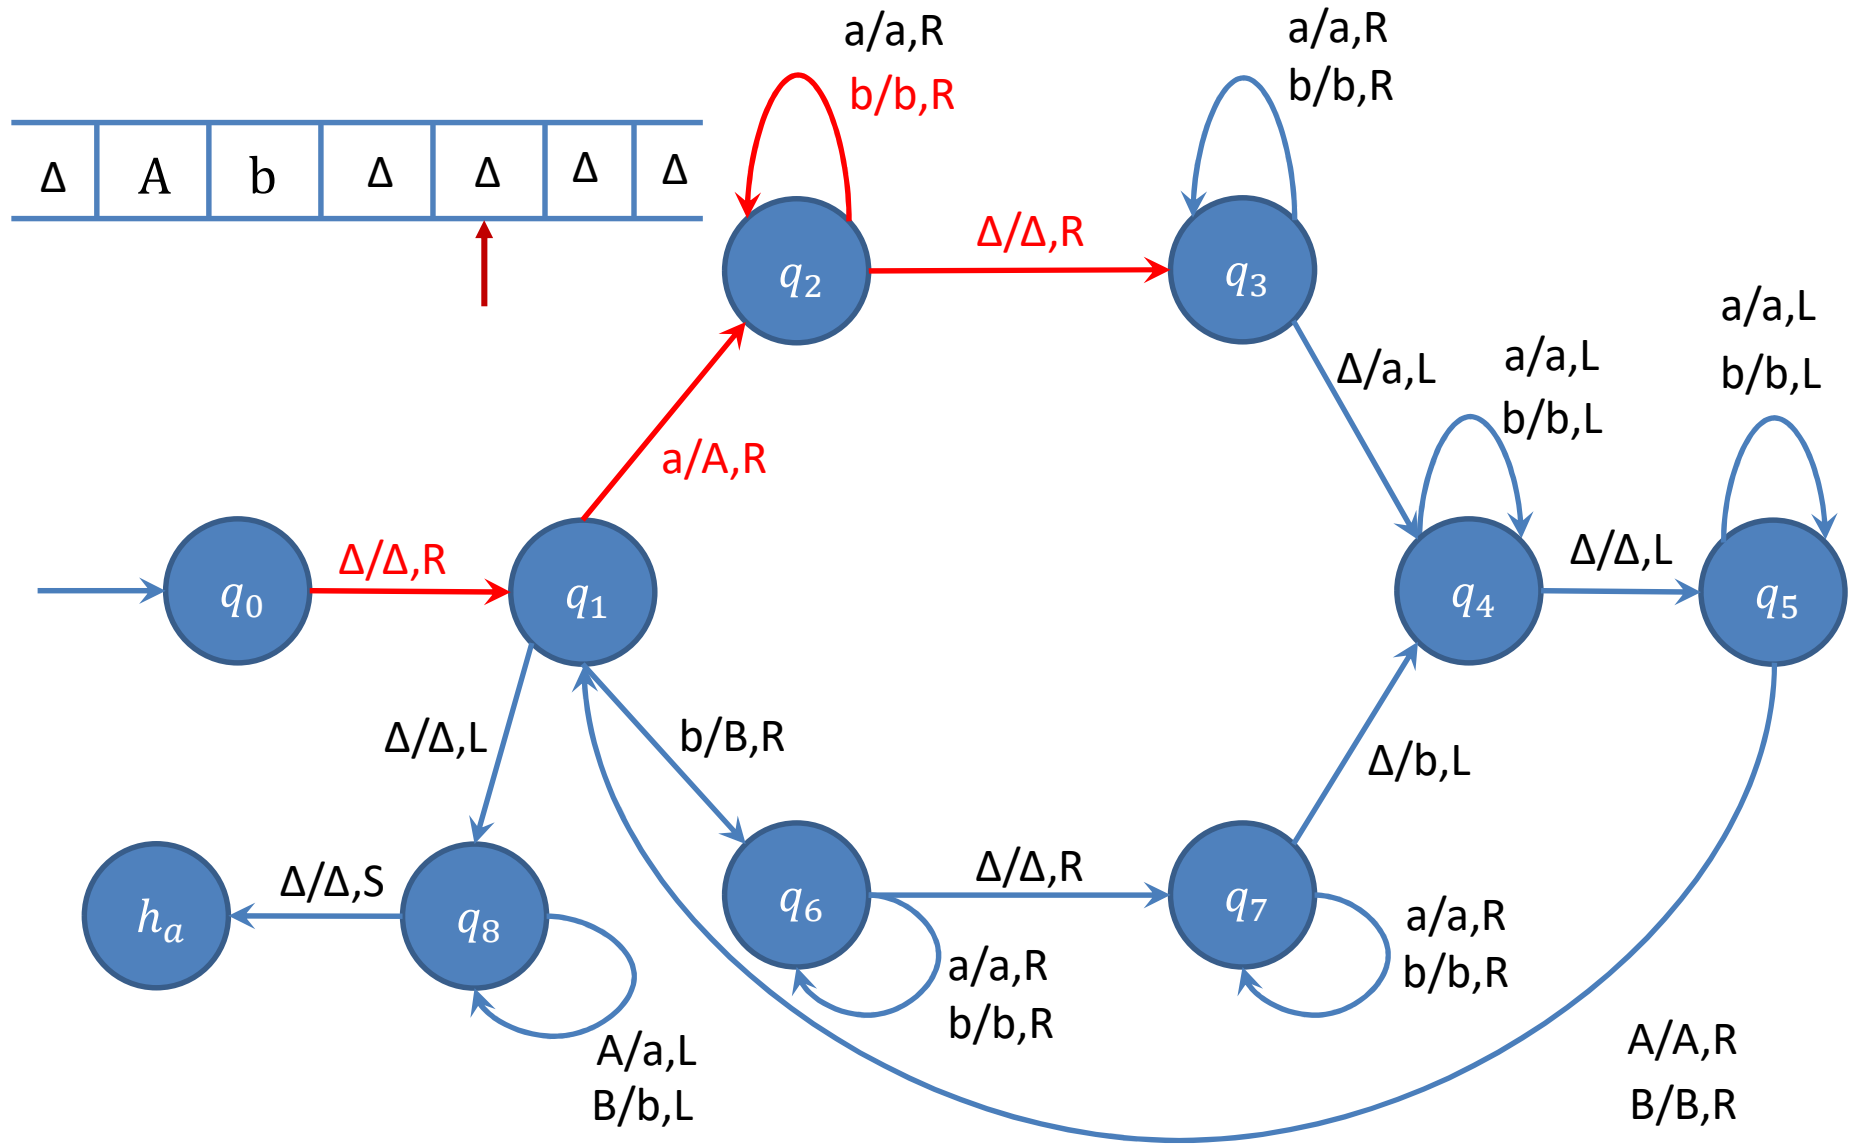 a/a,R
b/b,R
a/a,R
b/b,R
Δ A b Δ Δ Δ Δ
q₂
Δ/Δ,R
q₃
a/a,L
b/b,L
Δ/a,L
a/a,L
b/b,L
a/A,R
q₀
Δ/Δ,R
q₁
q₄
Δ/Δ,L
q₅
Δ/Δ,L
b/B,R
Δ/b,L
hₐ
Δ/Δ,S
q₈
q₆
Δ/Δ,R
q₇
a/a,R
b/b,R
a/a,R
b/b,R
A/a,L
B/b,L
A/A,R
B/B,R